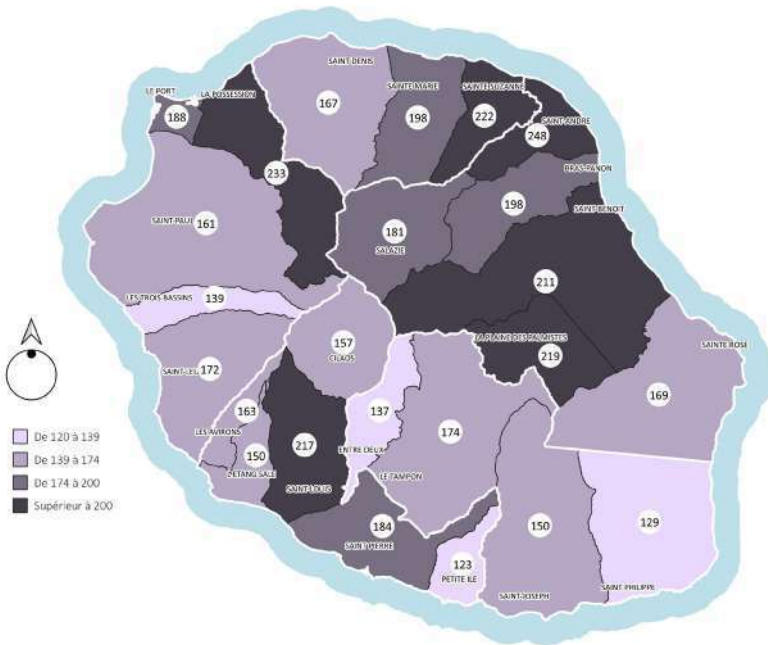 SAINT-DENIS
LE PORT
LA POSSESSION
SAINTE-MARIE
SAINTE-SUZANNE
167
188
198
222
SAINT-ANDRE
248
BRAS-PANON
233
198
SAINT-BENOIT
SAINT-PAUL
161
181
SALAZIE
211
LES TROIS-BASSINS
139
157
CILAOS
LA PLAINE DES PALMISTES
219
SAINTE ROSE
SAINT-LEU
172
169
163
137
174
LES AVIRONS
150
217
ENTRE DEUX
L'ETANG SALE
SAINT-LOUIS
LE TAMPON
184
SAINT PIERRE
150
129
123
PETITE ILE
SAINT-JOSEPH
SAINT PHILIPPE
De 120 à 139
De 139 à 174
De 174 à 200
Supérieur à 200